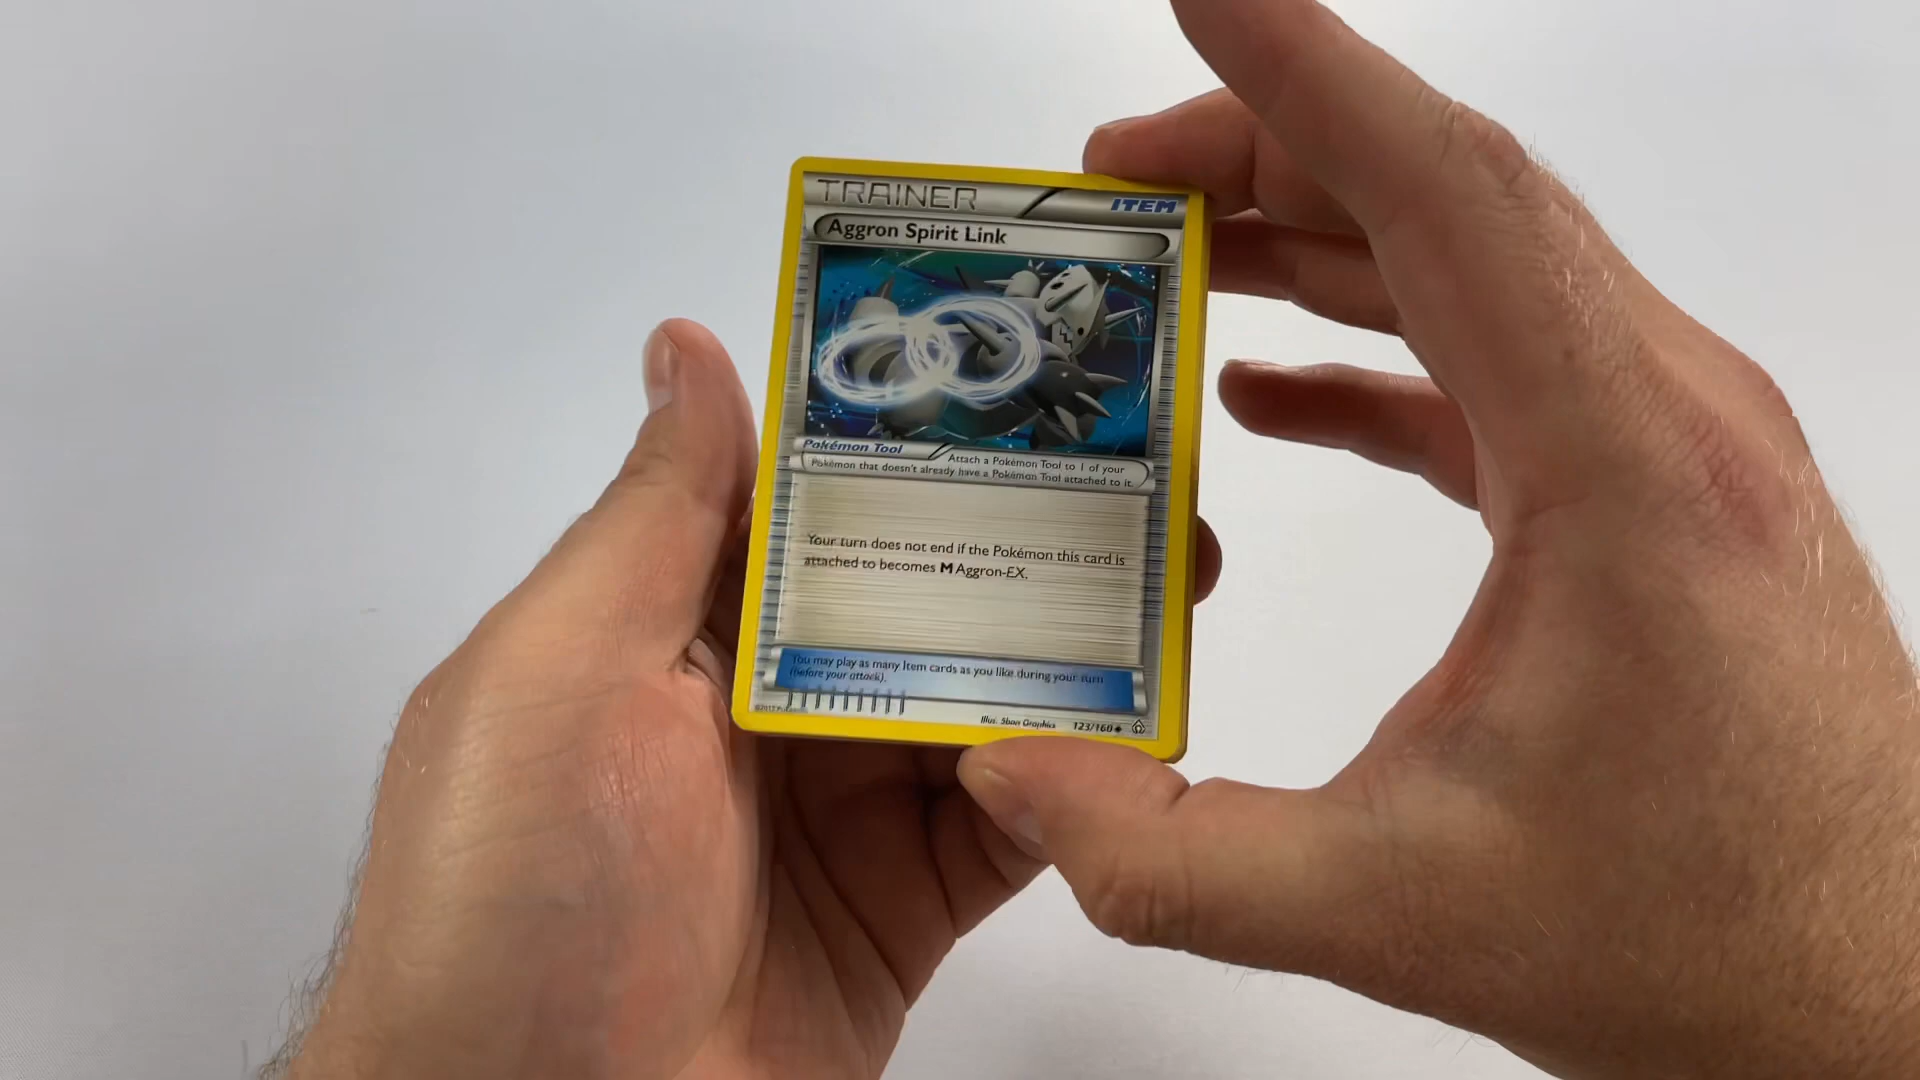 TRAINER
ITEM
Aggron Spirit Link
Pokémon Tool
Attach a Pokémon Tool to 1 of your
Pokémon that doesn't already have a Pokémon Tool attached to it.
Your turn does not end if the Pokémon this card is
attached to becomes M Aggron-EX.
You may play as many Item cards as you like during your turn
(before your attack).
Illus. 5ban Graphics
123/160